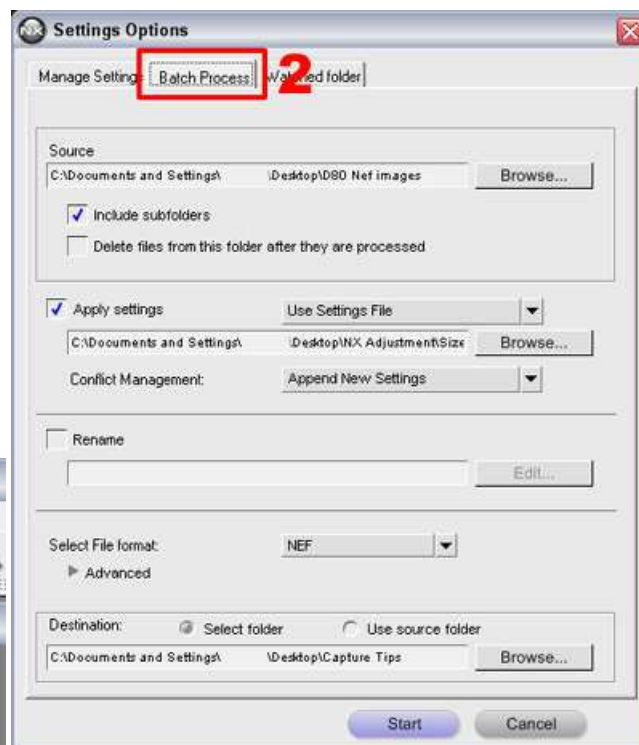 NX Settings Options
Manage Setting Batch Process 2 Watched folder
Source
C:\Documents and Settings\ \Desktop\D80 Nef images Browse...
Include subfolders
Delete files from this folder after they are processed
Apply settings Use Settings File
C:\Documents and Settings\ \Desktop\NX Adjustment\Size Browse...
Conflict Management: Append New Settings
Rename
Edit...
Select File format: NEF
Advanced
Destination: Select folder Use source folder
C:\Documents and Settings\ \Desktop\Capture Tips Browse...
Start Cancel